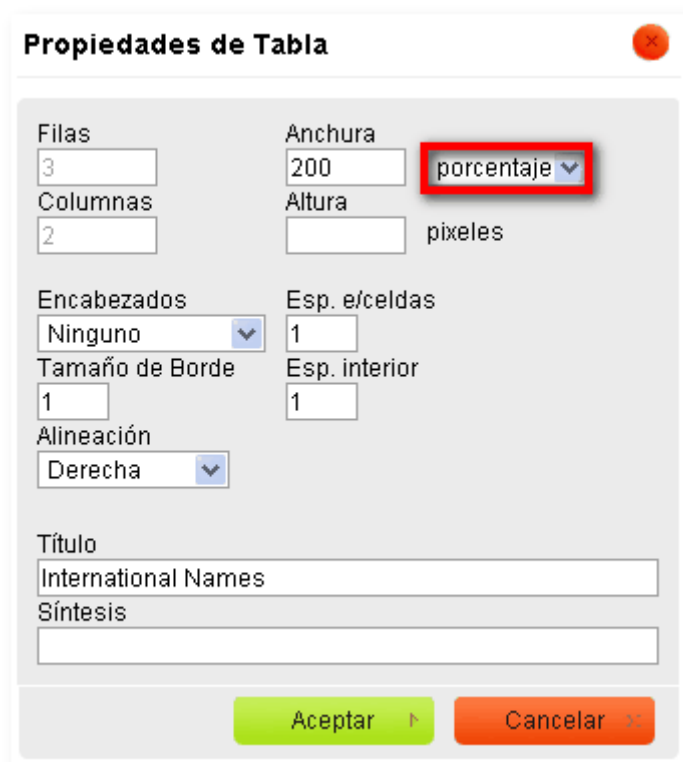 Propiedades de Tabla
Filas Anchura
3 200 porcentaje
Columnas Altura
2 pixeles
Encabezados Esp. e/celdas
Ninguno 1
Tamaño de Borde Esp. interior
1 1
Alineación
Derecha
Título
International Names
Síntesis
Aceptar Cancelar